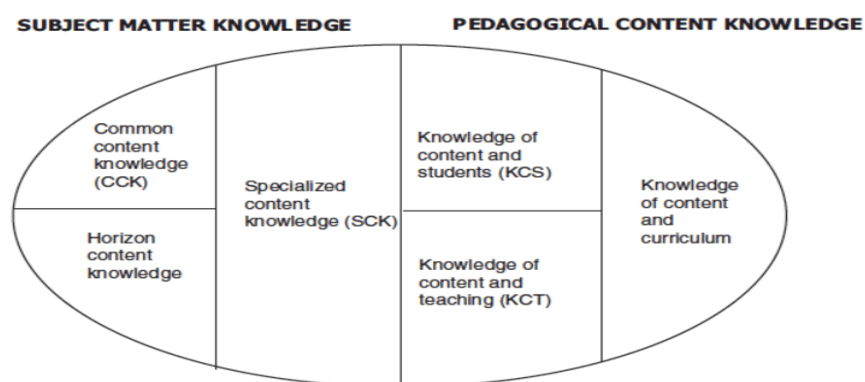 SUBJECT MATTER KNOWLEDGE
PEDAGOGICAL CONTENT KNOWLEDGE
Common
content
knowledge
(CCK)
Horizon
content
knowledge
Specialized
content
knowledge (SCK)
Knowledge of
content and
students (KCS)
Knowledge of
content and
teaching (KCT)
Knowledge
of content
and
curriculum